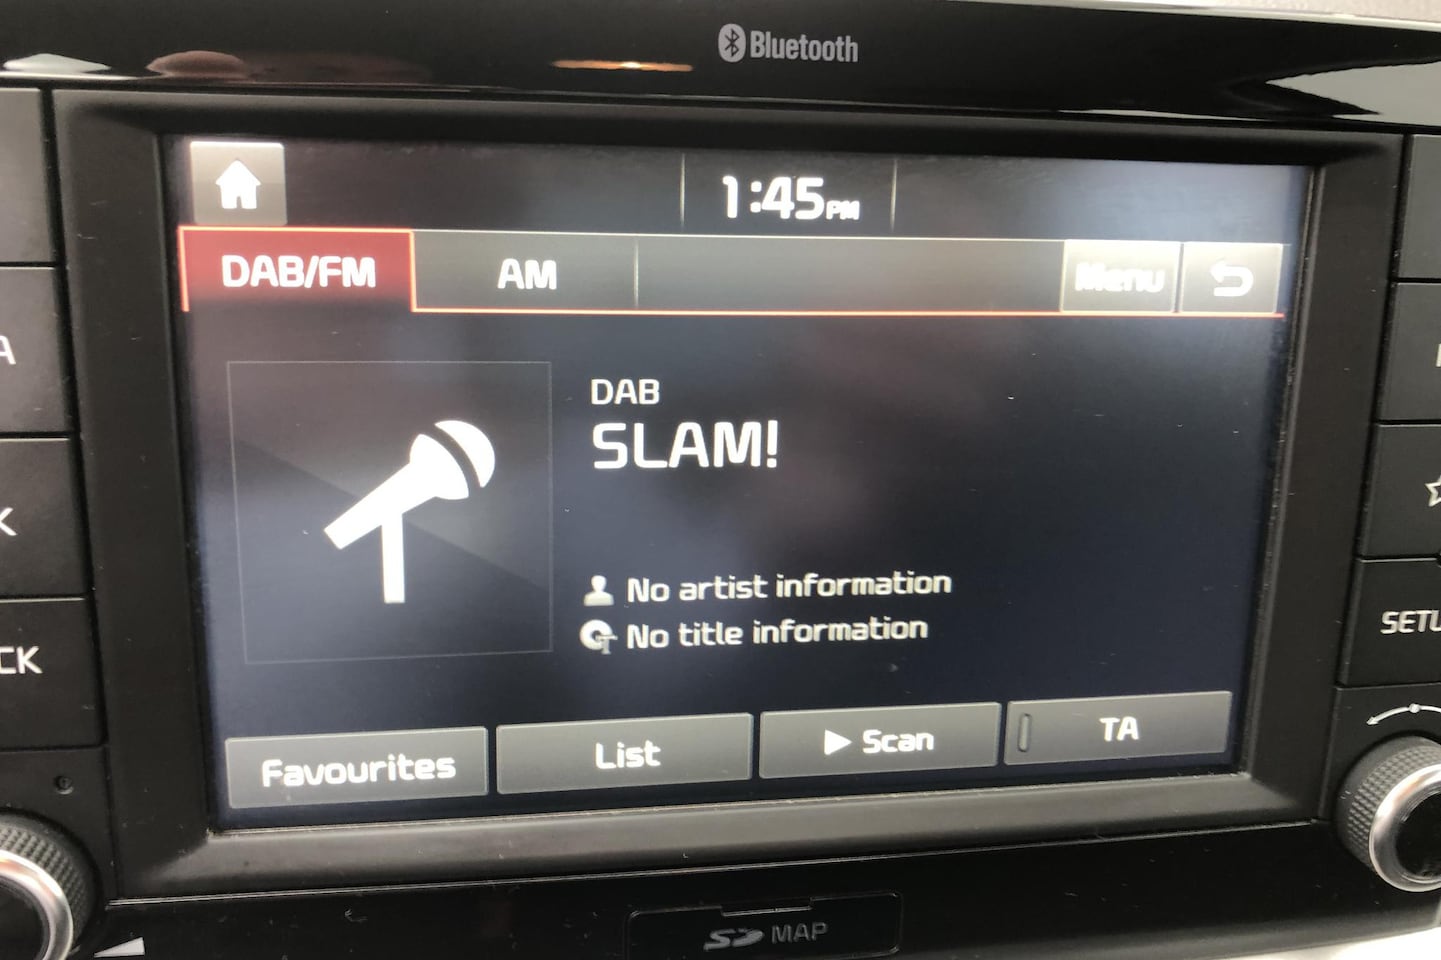 Bluetooth
1:45PM
DAB/FM
AM
Menu
DAB
SLAM!
No artist information
No title information
Favourites
List
Scan
TA
SD MAP